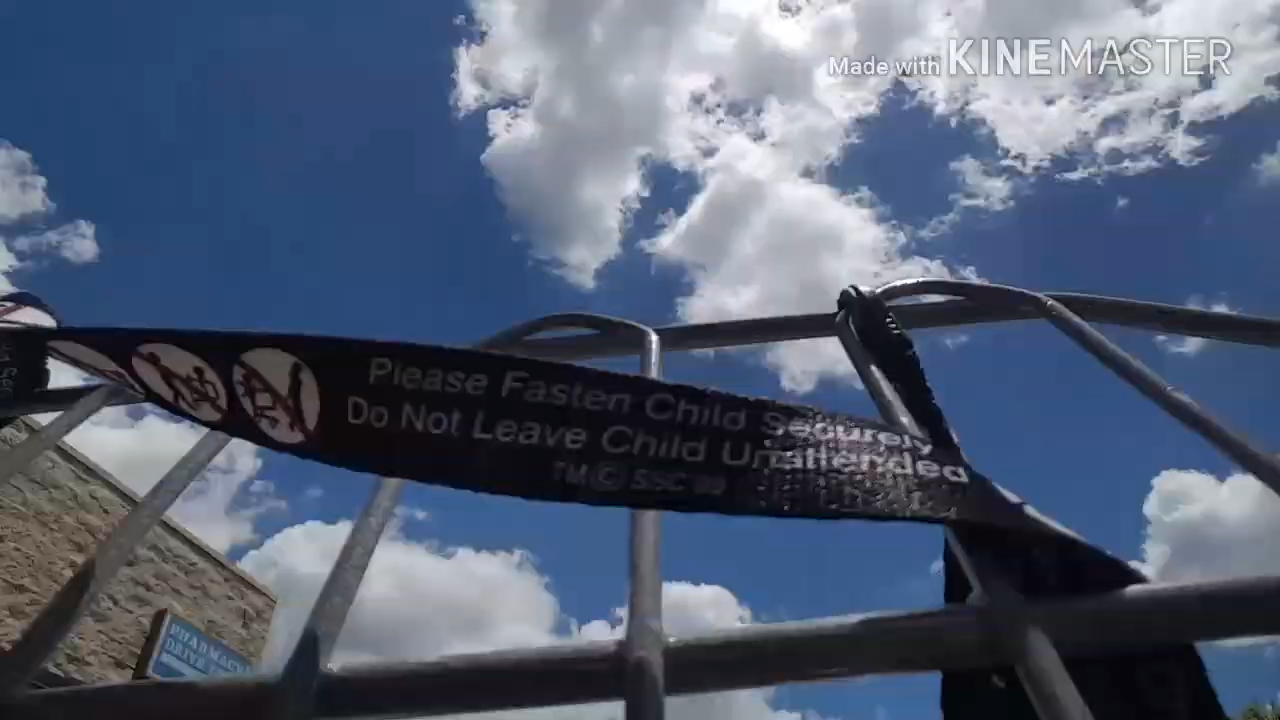 Made with KINEMASTER
Please Fasten Child Securely
Do Not Leave Child Unattended
TM © SSC
PHARMACY
DRIVE